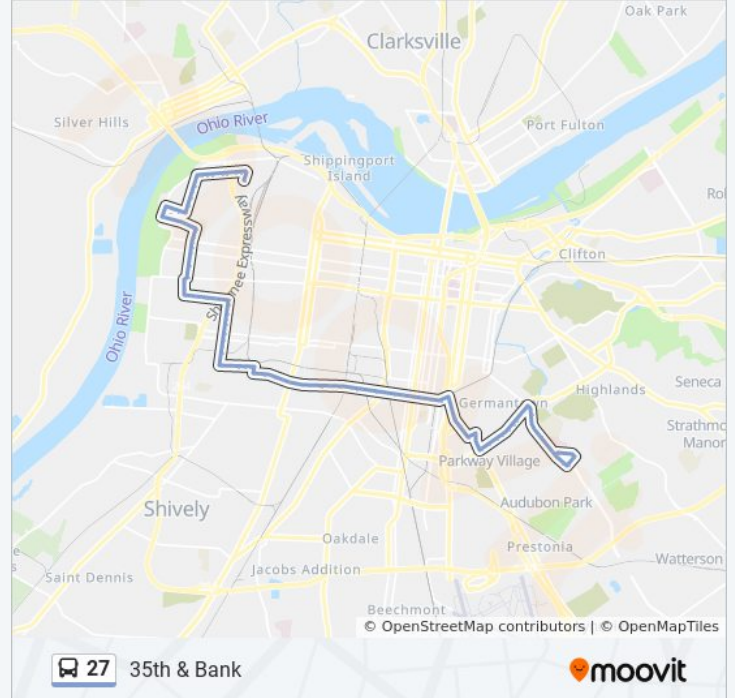 Oak Park
Clarksville
Silver Hills
Ohio River
Port Fulton
Shippingport
Island
Clifton
Shawnee Expressway
Ohio River
Highlands
Seneca
Germantown
Manor
Parkway Village
Audubon Park
Shively
Oakdale
Prestonia
Watterson
Jacobs Addition
Saint Dennis
Beechmont
© OpenStreetMap contributors | © OpenMapTiles
27 35th & Bank
moovit